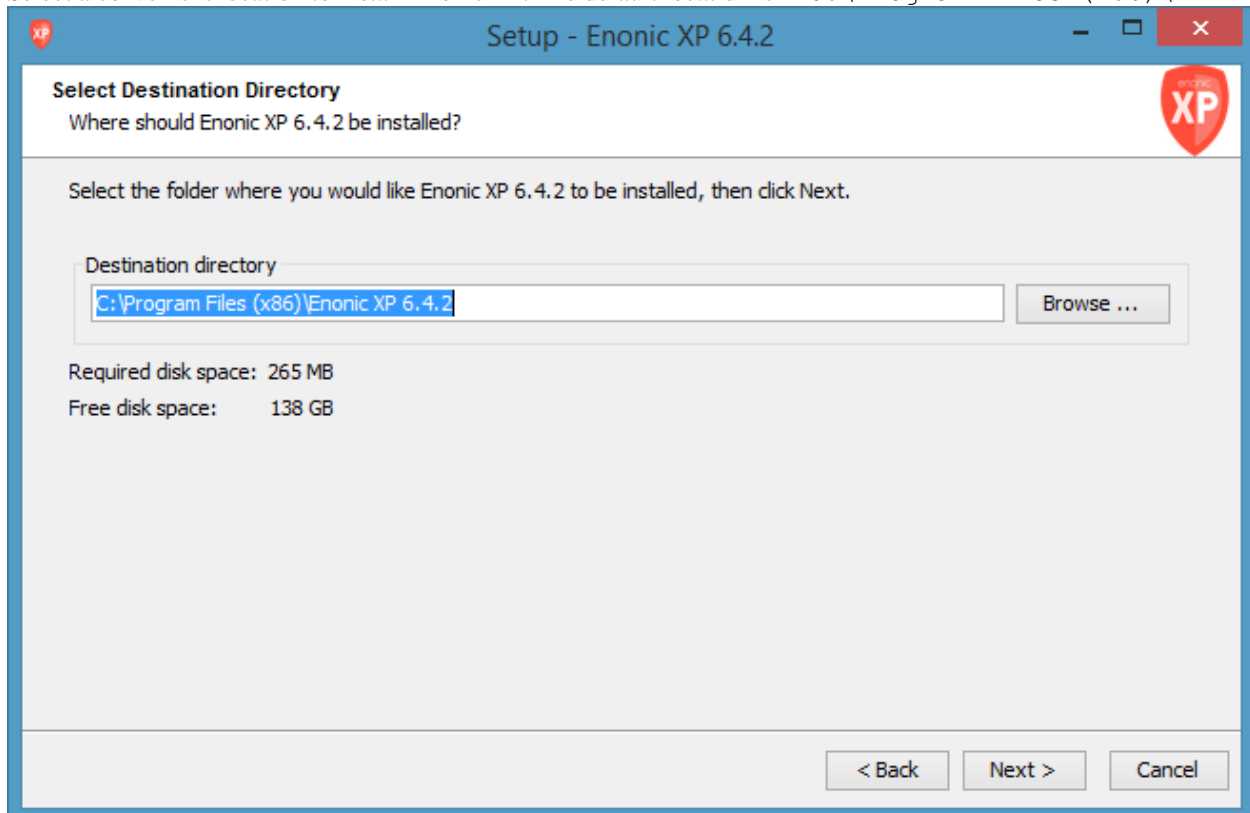 XP
Setup - Enonic XP 6.4.2
Select Destination Directory
Where should Enonic XP 6.4.2 be installed?
enonic
XP
Select the folder where you would like Enonic XP 6.4.2 to be installed, then click Next.
Destination directory
C:\Program Files (x86)\Enonic XP 6.4.2
Browse ...
Required disk space: 265 MB
Free disk space: 138 GB
< Back Next > Cancel